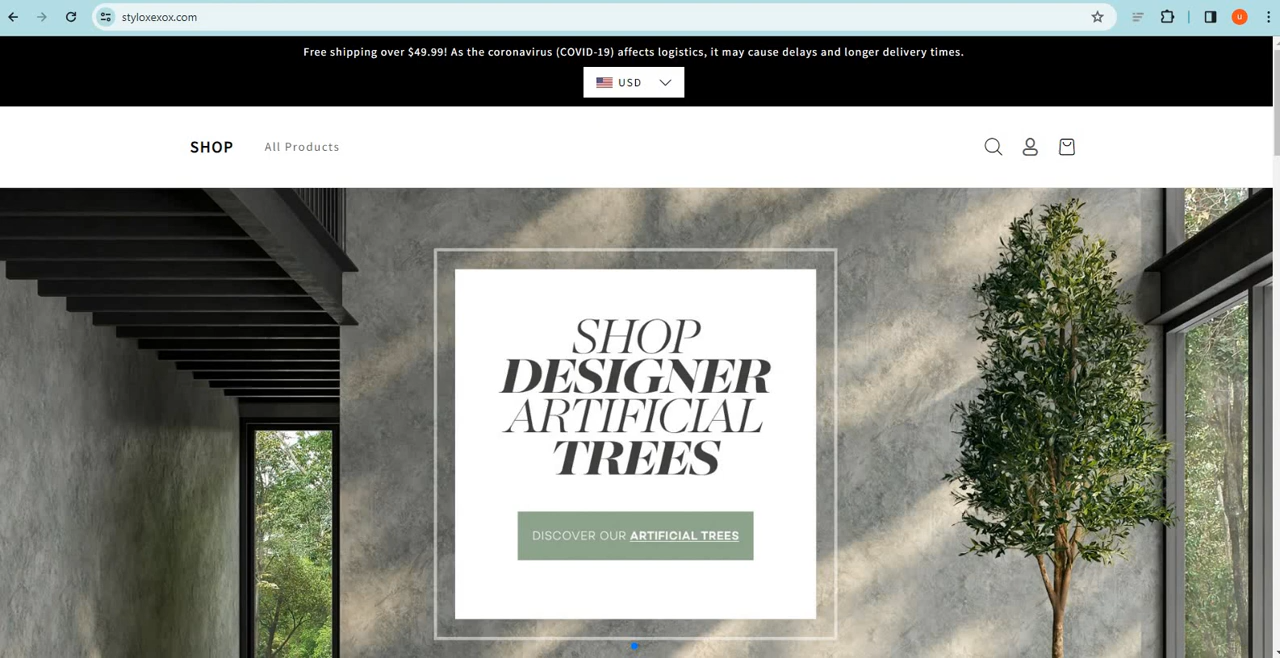 styloxexox.com
u
Free shipping over $49.99! As the coronavirus (COVID-19) affects logistics, it may cause delays and longer delivery times.
USD
SHOP All Products
SHOP
DESIGNER
ARTIFICIAL
TREES
DISCOVER OUR ARTIFICIAL TREES